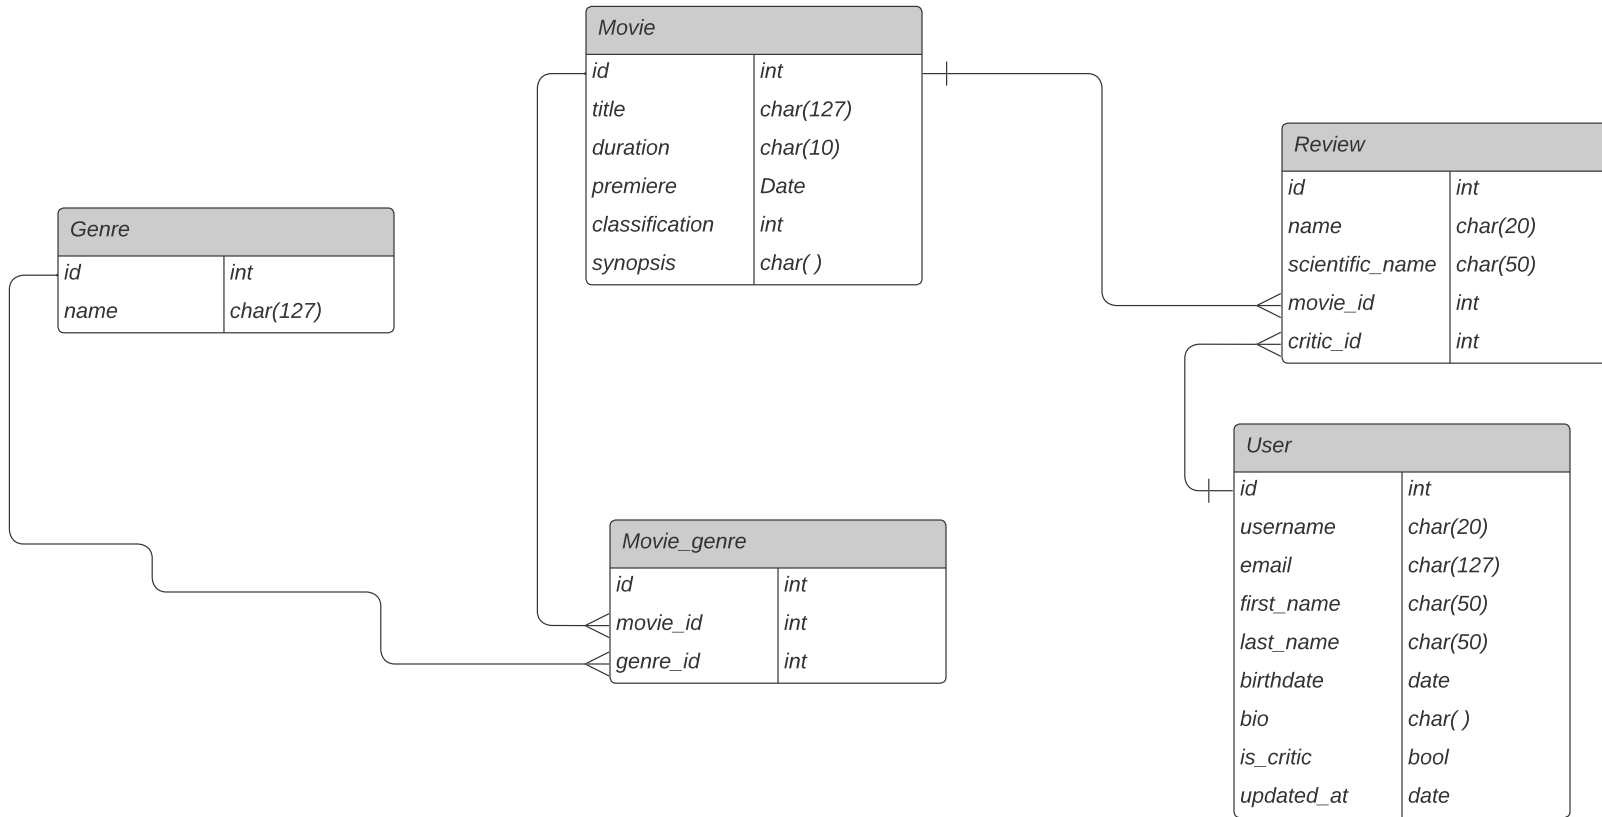 Movie
id int
title char(127)
duration char(10)
premiere Date
classification int
synopsis char( )
Review
id int
name char(20)
scientific_name char(50)
movie_id int
critic_id int
Genre
id int
name char(127)
User
id int
username char(20)
email char(127)
first_name char(50)
last_name char(50)
birthdate date
bio char( )
is_critic bool
updated_at date
Movie_genre
id int
movie_id int
genre_id int